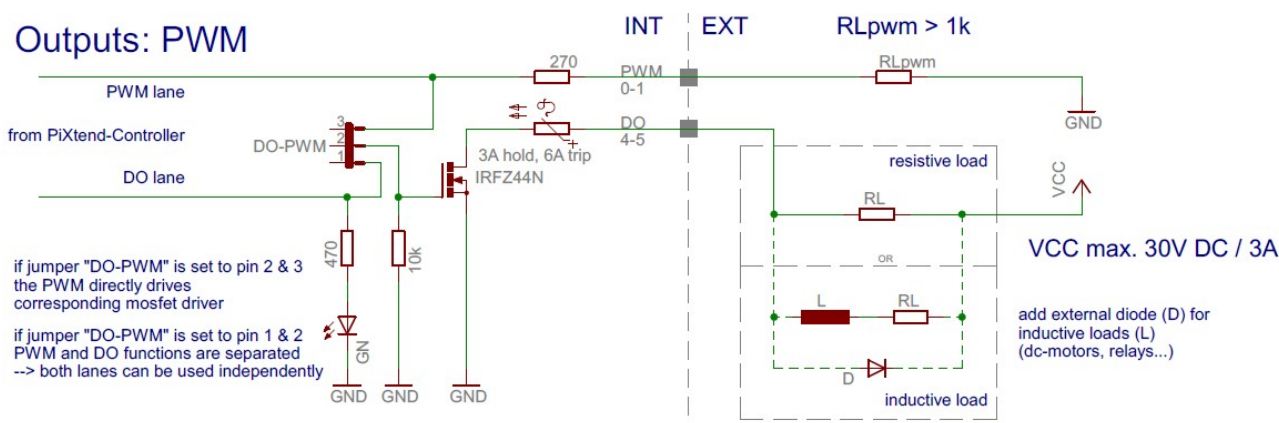 Outputs: PWM
INT
EXT
RLpwm > 1k
270
PWM
0-1
RLpwm
PWM lane
GND
from PiXtend-Controller
DO-PWM
3
2
1
DO
4-5
3A hold, 6A trip
IRFZ44N
DO lane
resistive load
VCC
RL
470
10k
VCC max. 30V DC / 3A
OR
if jumper "DO-PWM" is set to pin 2 & 3
the PWM directly drives
corresponding mosfet driver
L
RL
add external diode (D) for
inductive loads (L)
(dc-motors, relays...)
if jumper "DO-PWM" is set to pin 1 & 2
PWM and DO functions are separated
--> both lanes can be used independently
GN
D
GND
GND
GND
inductive load